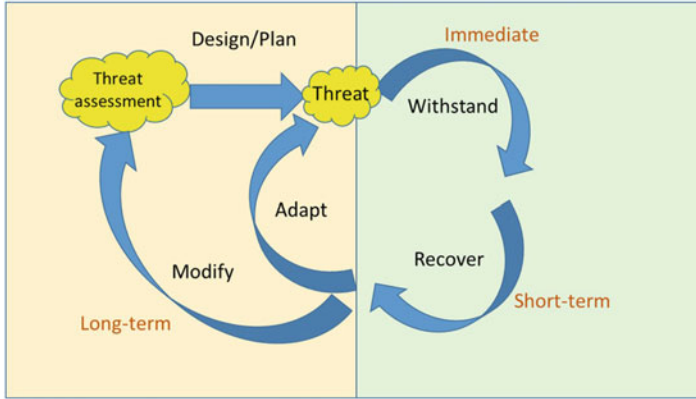 Design/Plan
Immediate
Threat
assessment
Threat
Withstand
Adapt
Recover
Modify
Short-term
Long-term